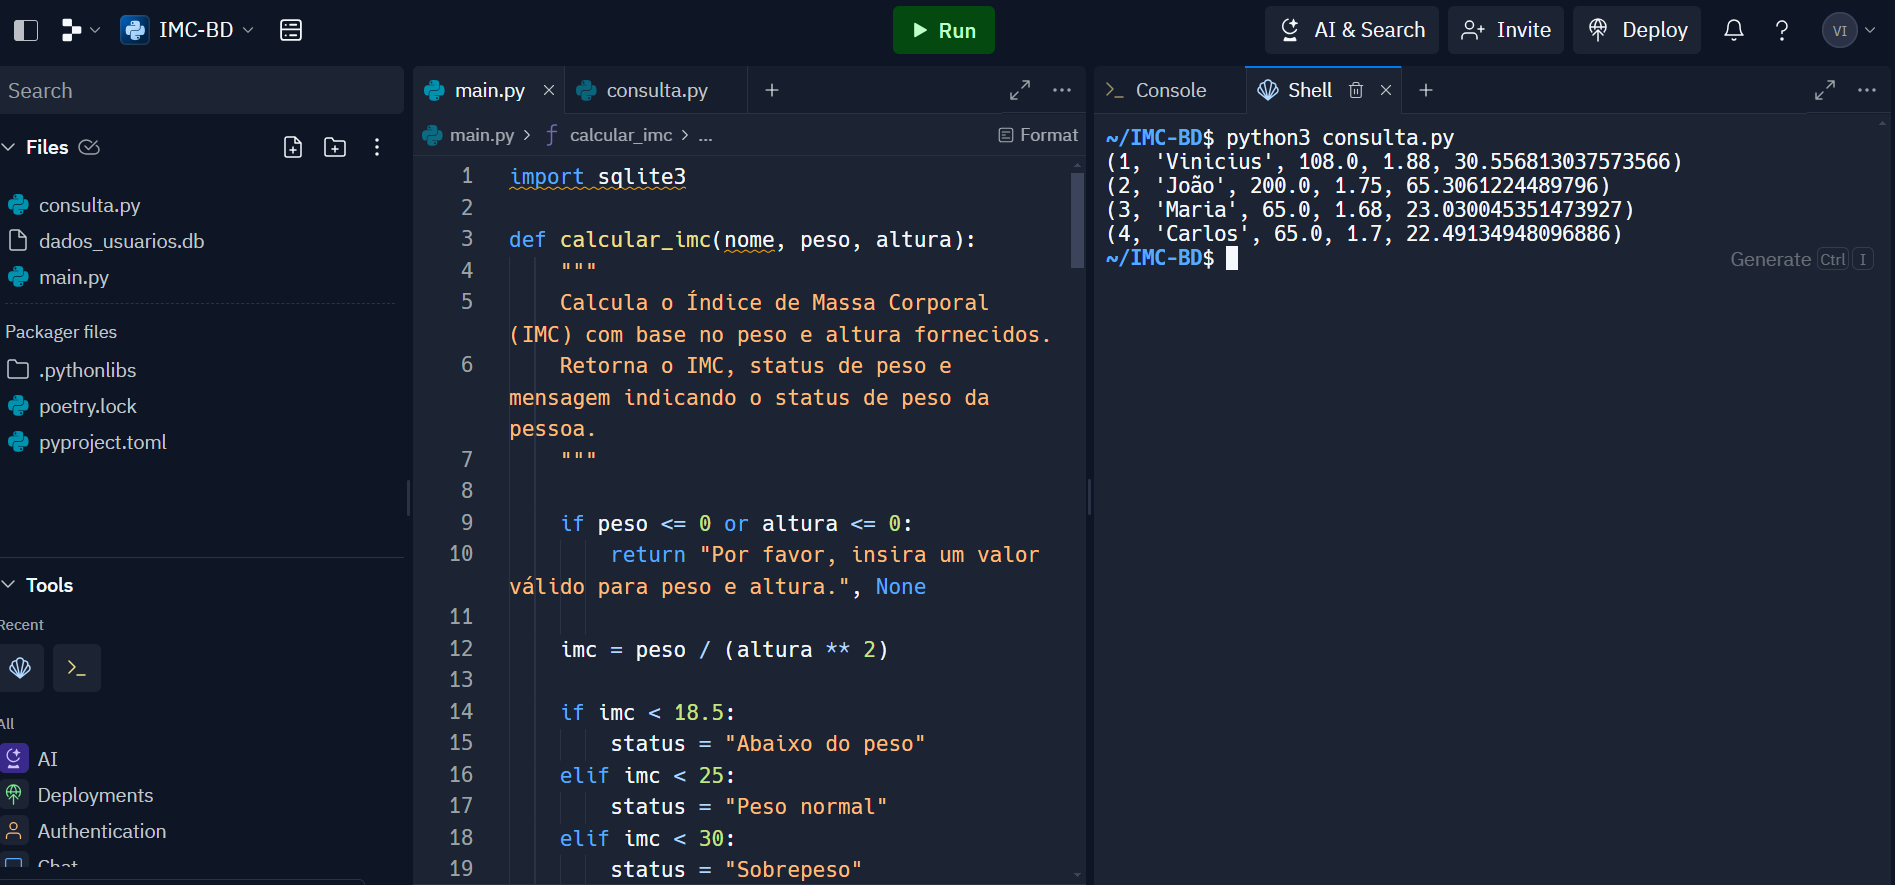 IMC-BD
Run
AI & Search
Invite
Deploy
VI
Search
Files
consulta.py
dados_usuarios.db
main.py
Packager files
.pythonlibs
poetry.lock
pyproject.toml
Tools
Recent
All
AI
Deployments
Authentication
Chat
main.py
consulta.py
main.py > calcular_imc > ...
Format
1 import sqlite3
2
3 def calcular_imc(nome, peso, altura):
4 """
5 Calcula o Índice de Massa Corporal
(IMC) com base no peso e altura fornecidos.
6 Retorna o IMC, status de peso e
mensagem indicando o status de peso da
pessoa.
7 """
8
9 if peso <= 0 or altura <= 0:
10 return "Por favor, insira um valor
válido para peso e altura.", None
11
12 imc = peso / (altura ** 2)
13
14 if imc < 18.5:
15 status = "Abaixo do peso"
16 elif imc < 25:
17 status = "Peso normal"
18 elif imc < 30:
19 status = "Sobrepeso"
Console
Shell
~/IMC-BD$ python3 consulta.py
(1, 'Vinicius', 108.0, 1.88, 30.556813037573566)
(2, 'João', 200.0, 1.75, 65.3061224489796)
(3, 'Maria', 65.0, 1.68, 23.030045351473927)
(4, 'Carlos', 65.0, 1.7, 22.49134948096886)
~/IMC-BD$
Generate Ctrl I